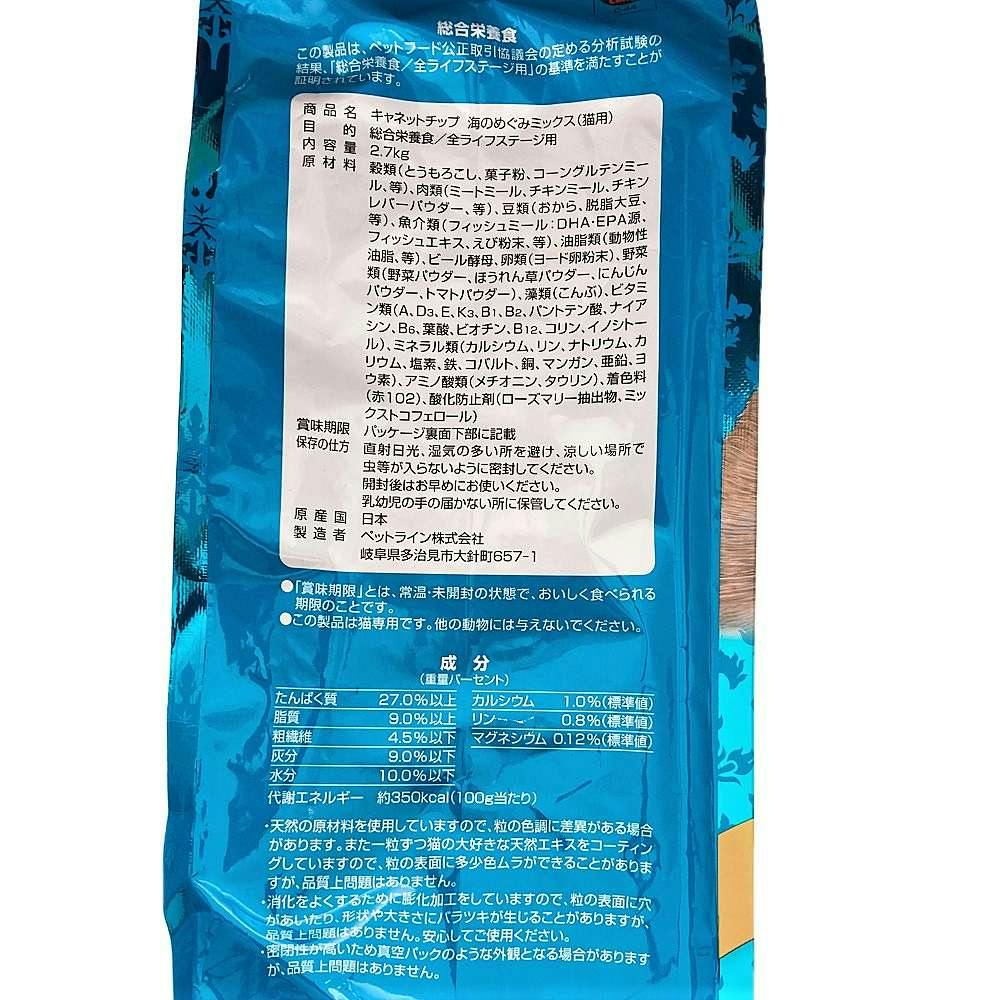 総合栄養食
この製品は、ペットフード公正取引協議会の定める分析試験の
結果、「総合栄養食/全ライフステージ用」の基準を満たすことが
証明されています。
商品名 キャネットチップ 海のめぐみミックス(猫用)
目的 総合栄養食/全ライフステージ用
内容量 2.7kg
原材料 穀類(とうもろこし、菓子粉、コーングルテンミー
ル、等)、肉類(ミートミール、チキンミール、チキン
レバーパウダー、等)、豆類(おから、脱脂大豆、
等)、魚介類(フィッシュミール:DHA・EPA源、
フィッシュエキス、えび粉末、等)、油脂類(動物性
油脂、等)、ビール酵母、卵類(ヨード卵粉末)、野菜
類(野菜パウダー、ほうれん草パウダー、にんじん
パウダー、トマトパウダー)、藻類(こんぶ)、ビタミ
ン類(A、D3、E、K3、B1、B2、パントテン酸、ナイア
シン、B6、葉酸、ビオチン、B12、コリン、イノシトー
ル)、ミネラル類(カルシウム、リン、ナトリウム、カ
リウム、塩素、鉄、コバルト、銅、マンガン、亜鉛、ヨ
ウ素)、アミノ酸類(メチオニン、タウリン)、着色料
(赤102)、酸化防止剤(ローズマリー抽出物、ミッ
クストコフェロール)
賞味期限 パッケージ裏面下部に記載
保存の仕方 直射日光、湿気の多い所を避け、涼しい場所で
虫等が入らないように密封してください。
開封後はお早めにお使いください。
乳幼児の手の届かない所に保管してください。
原産国 日本
製造者 ペットライン株式会社
岐阜県多治見市大針町657-1
●「賞味期限」とは、常温・未開封の状態で、おいしく食べられる
期限のことです。
●この製品は猫専用です。他の動物には与えないでください。
成分
(重量パーセント)
たんぱく質 27.0%以上 カルシウム 1.0%(標準値)
脂質 9.0%以上 リン 0.8%(標準値)
粗繊維 4.5%以下 マグネシウム 0.12%(標準値)
灰分 9.0%以下
水分 10.0%以下
代謝エネルギー 約350kcal(100g当たり)
・天然の原材料を使用していますので、粒の色調に差異がある場合
があります。また一粒ずつ猫の大好きな天然エキスをコーティン
グしていますので、粒の表面に多少色ムラができることがありま
すが、品質上問題はありません。
・消化をよくするために膨化加工をしていますので、粒の表面に穴
があいたり、形状や大きさにバラツキが生じることがありますが、
品質上問題はありません。安心してご使用ください。
・密閉性が高いため真空パックのような外観となる場合があります
が、品質上問題はありません。